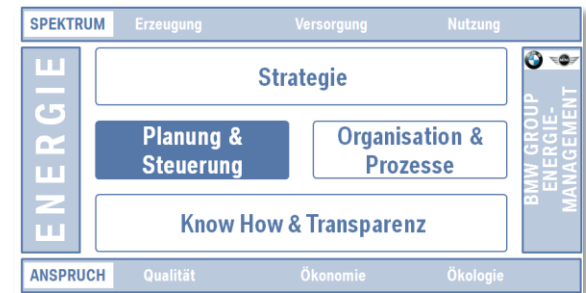 SPEKTRUM Erzeugung Versorgung Nutzung
ENERGIE
Strategie
Planung &
Steuerung
Organisation &
Prozesse
Know How & Transparenz
BMW GROUP
ENERGIE-
MANAGEMENT
ANSPRUCH Qualität Ökonomie Ökologie